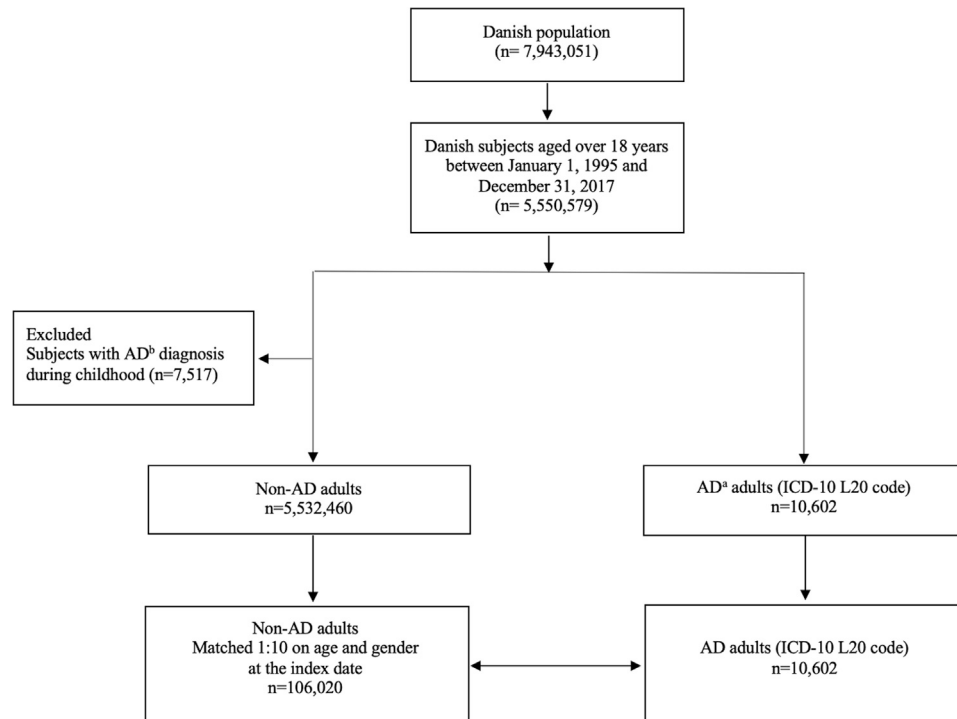 Danish population
(n= 7,943,051)
Danish subjects aged over 18 years
between January 1, 1995 and
December 31, 2017
(n= 5,550,579)
Excluded
Subjects with ADᵇ diagnosis
during childhood (n=7,517)
Non-AD adults
n=5,532,460
ADᵃ adults (ICD-10 L20 code)
n=10,602
Non-AD adults
Matched 1:10 on age and gender
at the index date
n=106,020
AD adults (ICD-10 L20 code)
n=10,602